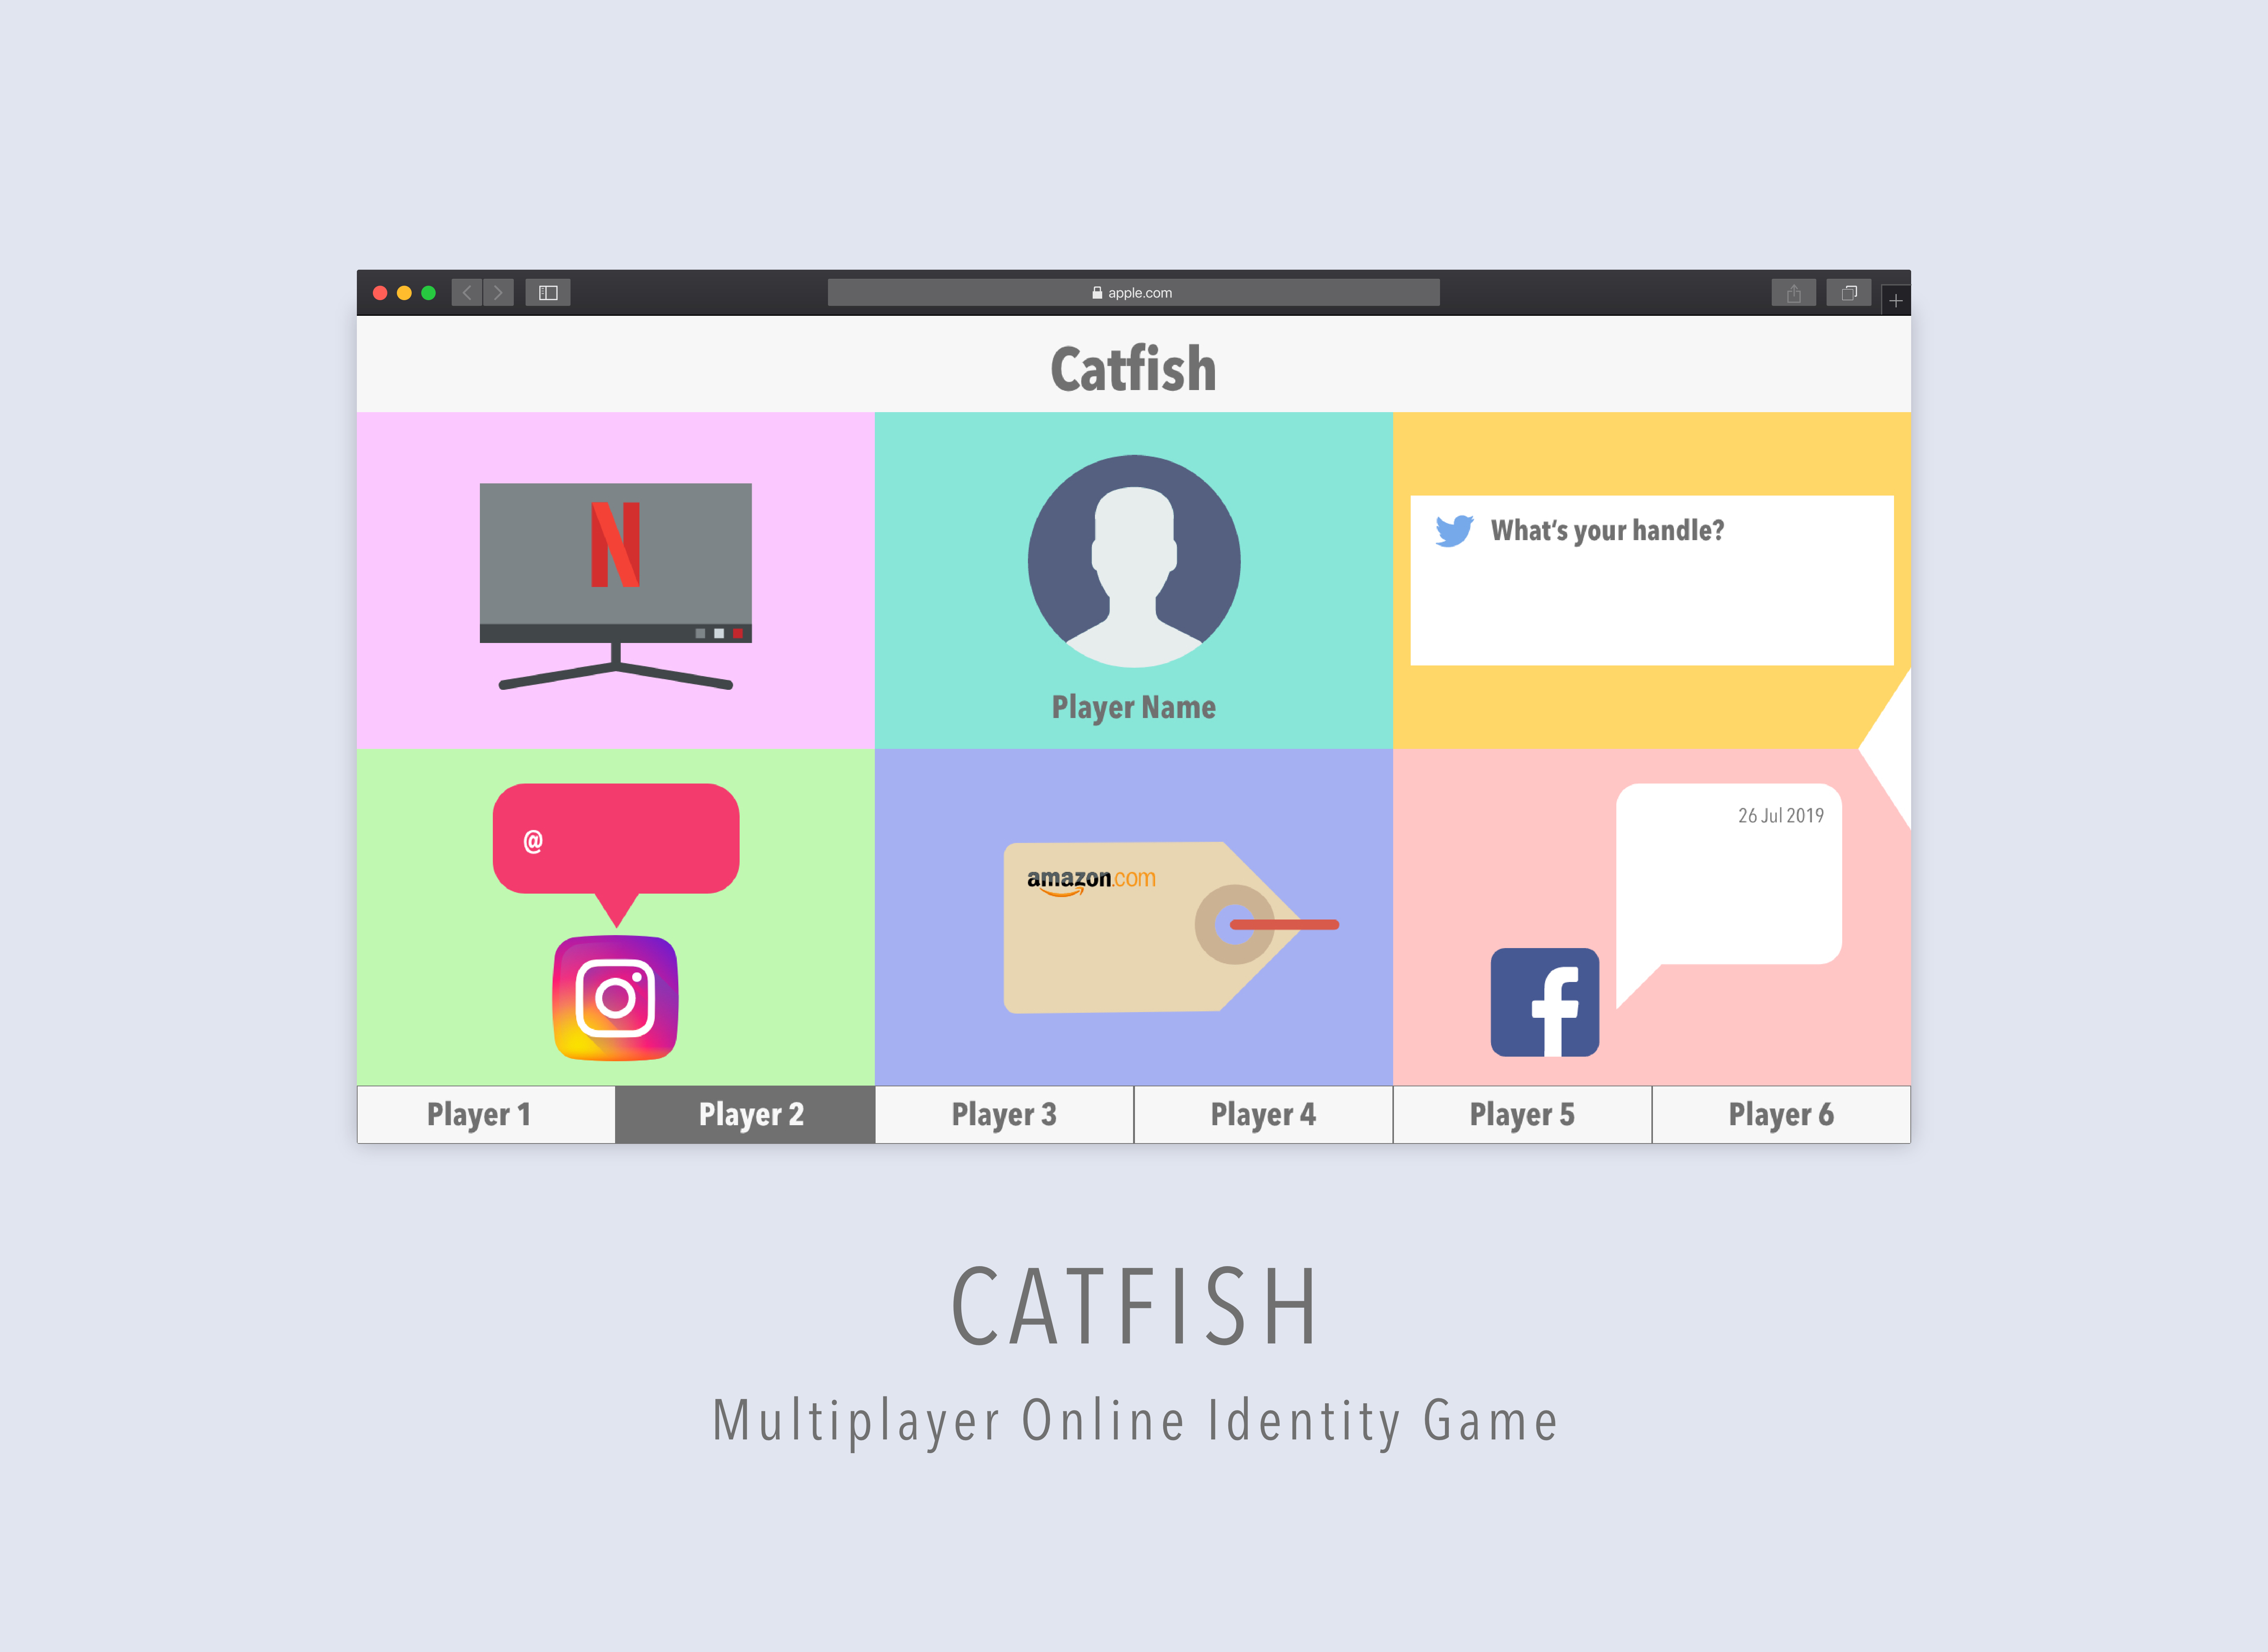 apple.com
Catfish
N
What's your handle?
Player Name
@
amazon.com
26 Jul 2019
f
Player 1
Player 2
Player 3
Player 4
Player 5
Player 6
CATFISH
Multiplayer Online Identity Game